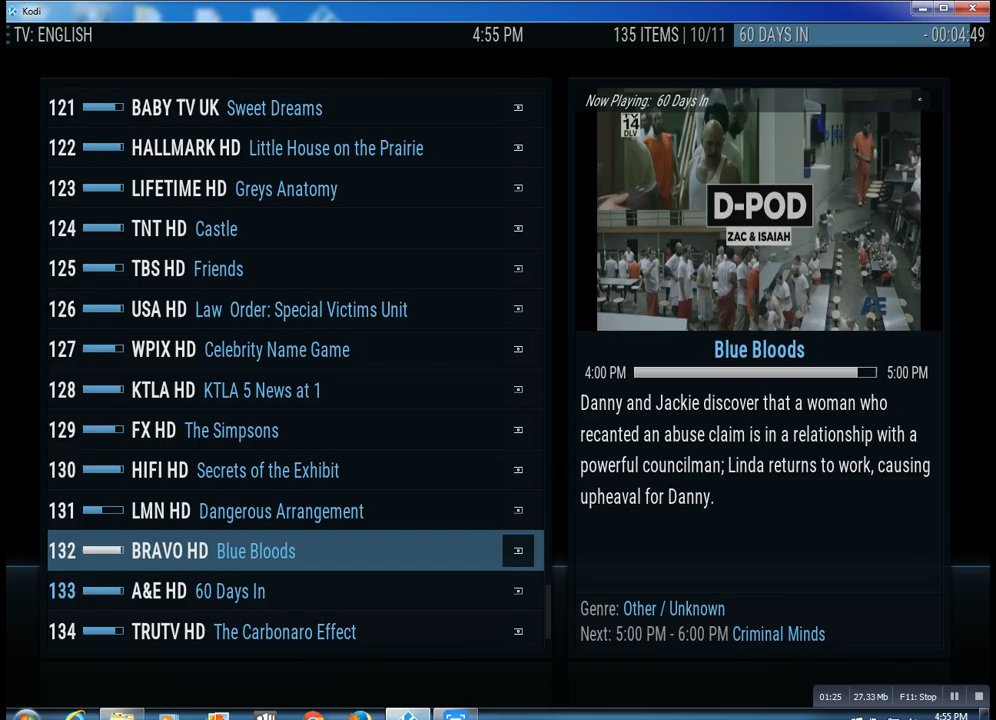 Kodi
TV: ENGLISH
4:55 PM
135 ITEMS | 10/11
60 DAYS IN
- 00:04:49
121 BABY TV UK Sweet Dreams
122 HALLMARK HD Little House on the Prairie
123 LIFETIME HD Greys Anatomy
124 TNT HD Castle
125 TBS HD Friends
126 USA HD Law Order: Special Victims Unit
127 WPIX HD Celebrity Name Game
128 KTLA HD KTLA 5 News at 1
129 FX HD The Simpsons
130 HIFI HD Secrets of the Exhibit
131 LMN HD Dangerous Arrangement
132 BRAVO HD Blue Bloods
133 A&E HD 60 Days In
134 TRUTV HD The Carbonaro Effect
Now Playing: 60 Days In
TV
14
DLV
D-POD
ZAC & ISAIAH
A&E
Blue Bloods
4:00 PM 5:00 PM
Danny and Jackie discover that a woman who
recanted an abuse claim is in a relationship with a
powerful councilman; Linda returns to work, causing
upheaval for Danny.
Genre: Other / Unknown
Next: 5:00 PM - 6:00 PM Criminal Minds
01:25 27.33 Mb F11: Stop
4:55 PM